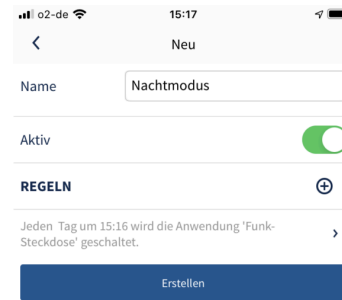 o2-de
15:17
Neu
Name
Nachtmodus
Aktiv
REGELN
Jeden Tag um 15:16 wird die Anwendung 'Funk-
Steckdose' geschaltet.
Erstellen